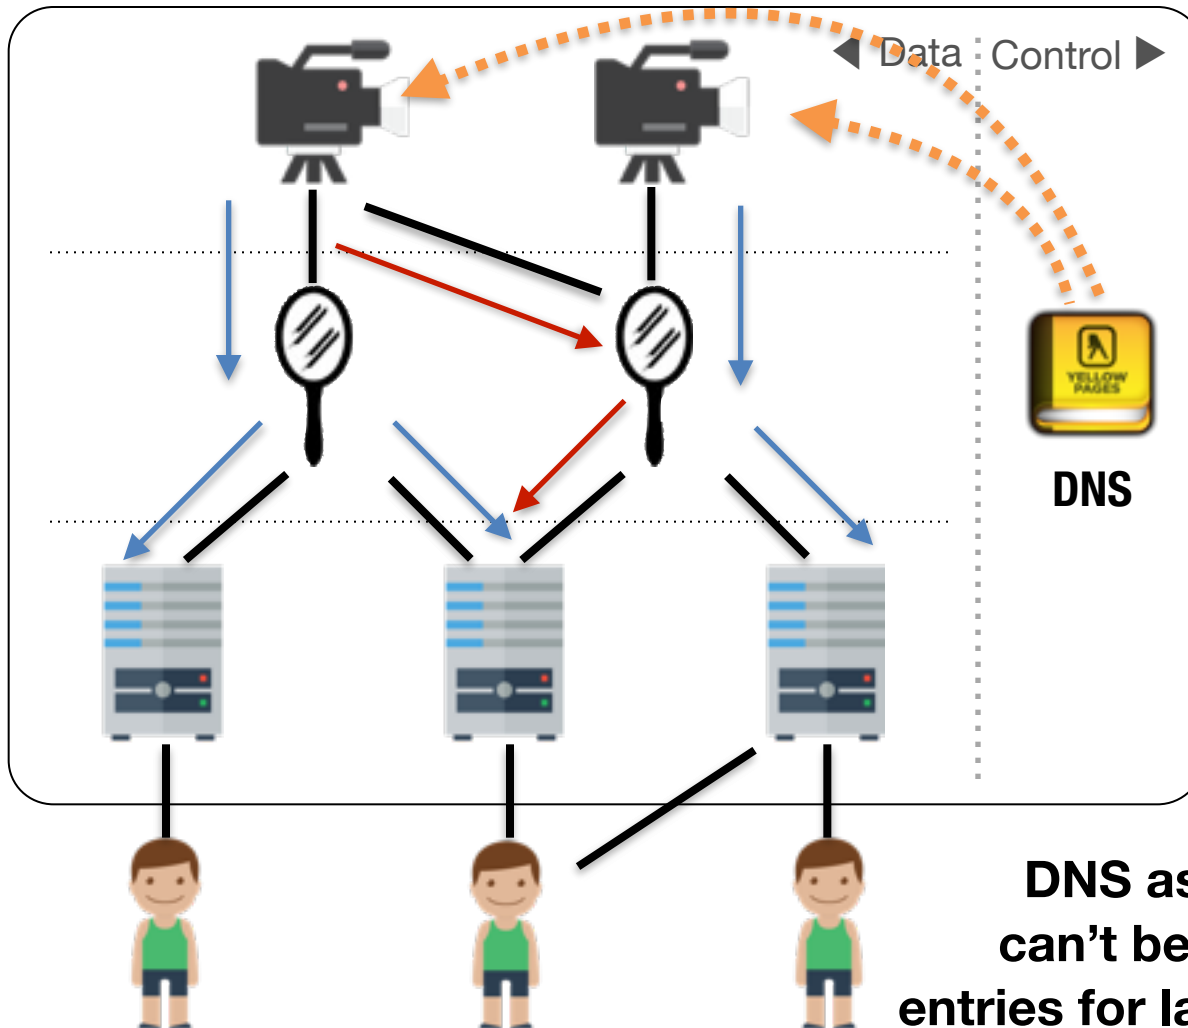 Data Control
YELLOW
PAGES
DNS
DNS as
can't be
entries for la